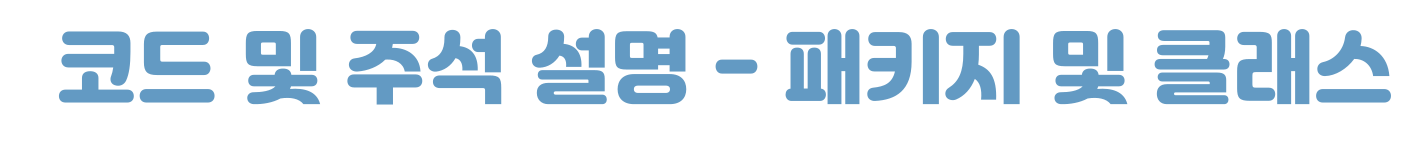 코드 및 주석 설명 - 패키지 및 클래스